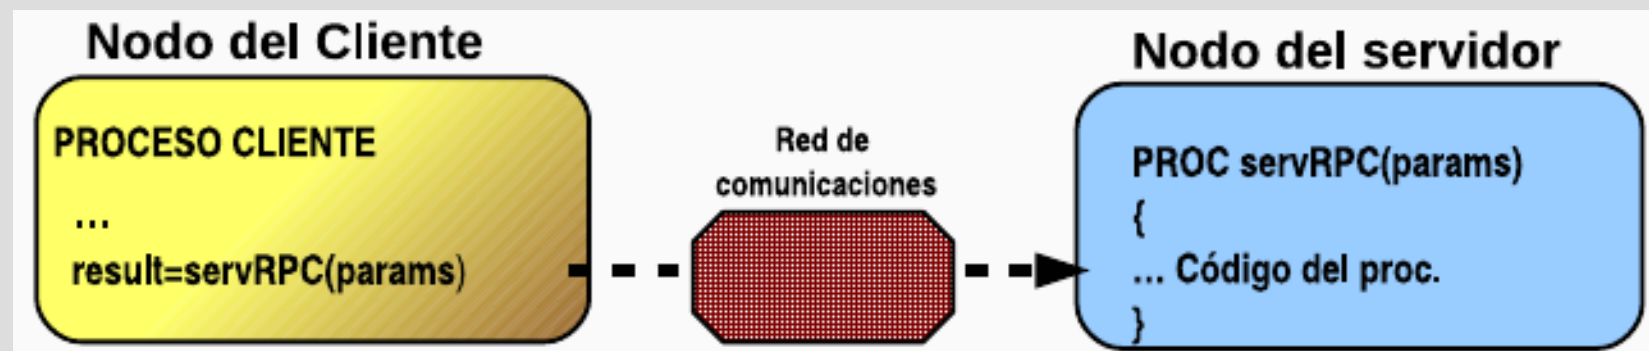 Nodo del Cliente
PROCESO CLIENTE
...
result=servRPC(params)
Red de
comunicaciones
Nodo del servidor
PROC servRPC(params)
{
... Código del proc.
}